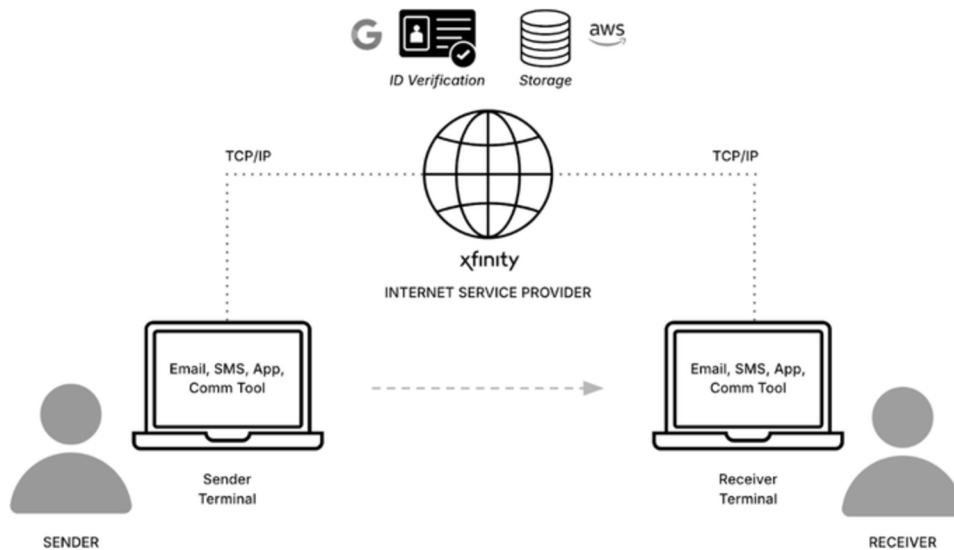 G
aws
ID Verification
Storage
TCP/IP
TCP/IP
xfinity
INTERNET SERVICE PROVIDER
Email, SMS, App,
Comm Tool
Email, SMS, App,
Comm Tool
Sender
Terminal
Receiver
Terminal
SENDER
RECEIVER